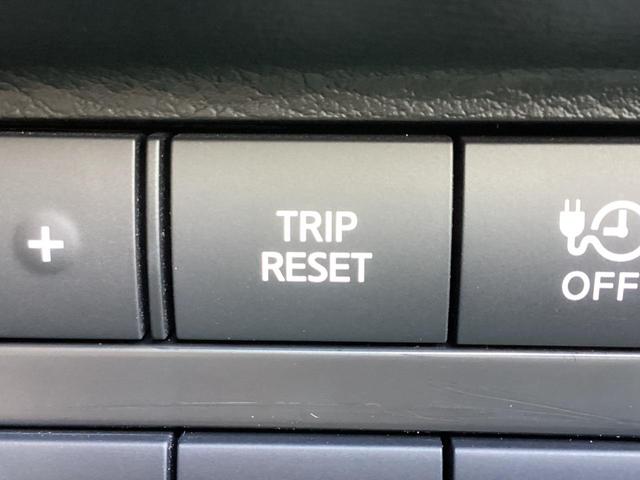 +
TRIP
RESET
OFF